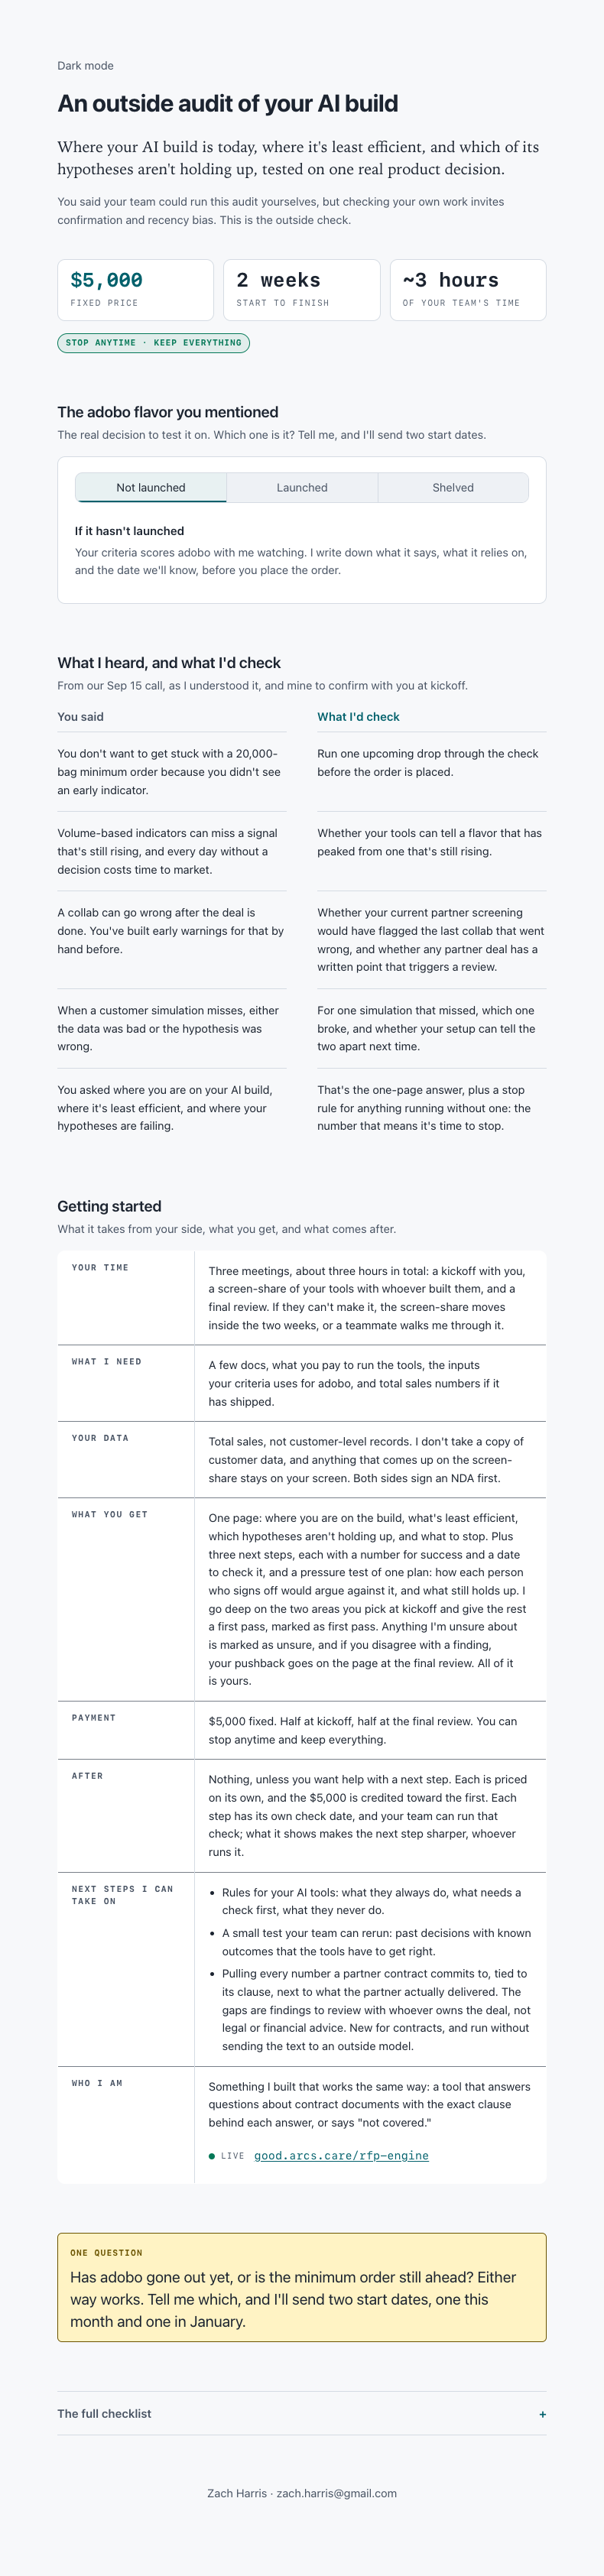 Dark mode
An outside audit of your AI build
Where your AI build is today, where it's least efficient, and which of its
hypotheses aren't holding up, tested on one real product decision.
You said your team could run this audit yourselves, but checking your own work invites
confirmation and recency bias. This is the outside check.
$5,000
FIXED PRICE
2 weeks
START TO FINISH
~3 hours
OF YOUR TEAM'S TIME
STOP ANYTIME · KEEP EVERYTHING
The adobo flavor you mentioned
The real decision to test it on. Which one is it? Tell me, and I'll send two start dates.
Not launched
Launched
Shelved
If it hasn't launched
Your criteria scores adobo with me watching. I write down what it says, what it relies on,
and the date we'll know, before you place the order.
What I heard, and what I'd check
From our Sep 15 call, as I understood it, and mine to confirm with you at kickoff.
You said
What I'd check
You don't want to get stuck with a 20,000-
bag minimum order because you didn't see
an early indicator.
Run one upcoming drop through the check
before the order is placed.
Volume-based indicators can miss a signal
that's still rising, and every day without a
decision costs time to market.
Whether your tools can tell a flavor that has
peaked from one that's still rising.
A collab can go wrong after the deal is
done. You've built early warnings for that by
hand before.
Whether your current partner screening
would have flagged the last collab that went
wrong, and whether any partner deal has a
written point that triggers a review.
When a customer simulation misses, either
the data was bad or the hypothesis was
wrong.
For one simulation that missed, which one
broke, and whether your setup can tell the
two apart next time.
You asked where you are on your AI build,
where it's least efficient, and where your
hypotheses are failing.
That's the one-page answer, plus a stop
rule for anything running without one: the
number that means it's time to stop.
Getting started
What it takes from your side, what you get, and what comes after.
YOUR TIME
Three meetings, about three hours in total: a kickoff with you,
a screen-share of your tools with whoever built them, and a
final review. If they can't make it, the screen-share moves
inside the two weeks, or a teammate walks me through it.
WHAT I NEED
A few docs, what you pay to run the tools, the inputs
your criteria uses for adobo, and total sales numbers if it
has shipped.
YOUR DATA
Total sales, not customer-level records. I don't take a copy of
customer data, and anything that comes up on the screen-
share stays on your screen. Both sides sign an NDA first.
WHAT YOU GET
One page: where you are on the build, what's least efficient,
which hypotheses aren't holding up, and what to stop. Plus
three next steps, each with a number for success and a date
to check it, and a pressure test of one plan: how each person
who signs off would argue against it, and what still holds up. I
go deep on the two areas you pick at kickoff and give the rest
a first pass, marked as first pass. Anything I'm unsure about
is marked as unsure, and if you disagree with a finding,
your pushback goes on the page at the final review. All of it
is yours.
PAYMENT
$5,000 fixed. Half at kickoff, half at the final review. You can
stop anytime and keep everything.
AFTER
Nothing, unless you want help with a next step. Each is priced
on its own, and the $5,000 is credited toward the first. Each
step has its own check date, and your team can run that
check; what it shows makes the next step sharper, whoever
runs it.
NEXT STEPS I CAN
TAKE ON
• Rules for your AI tools: what they always do, what needs a
check first, what they never do.
• A small test your team can rerun: past decisions with known
outcomes that the tools have to get right.
• Pulling every number a partner contract commits to, tied to
its clause, next to what the partner actually delivered. The
gaps are findings to review with whoever owns the deal, not
legal or financial advice. New for contracts, and run without
sending the text to an outside model.
WHO I AM
Something I built that works the same way: a tool that answers
questions about contract documents with the exact clause
behind each answer, or says "not covered."
LIVE good.arcs.care/rfp-engine
ONE QUESTION
Has adobo gone out yet, or is the minimum order still ahead? Either
way works. Tell me which, and I'll send two start dates, one this
month and one in January.
The full checklist +
Zach Harris · zach.harris@gmail.com